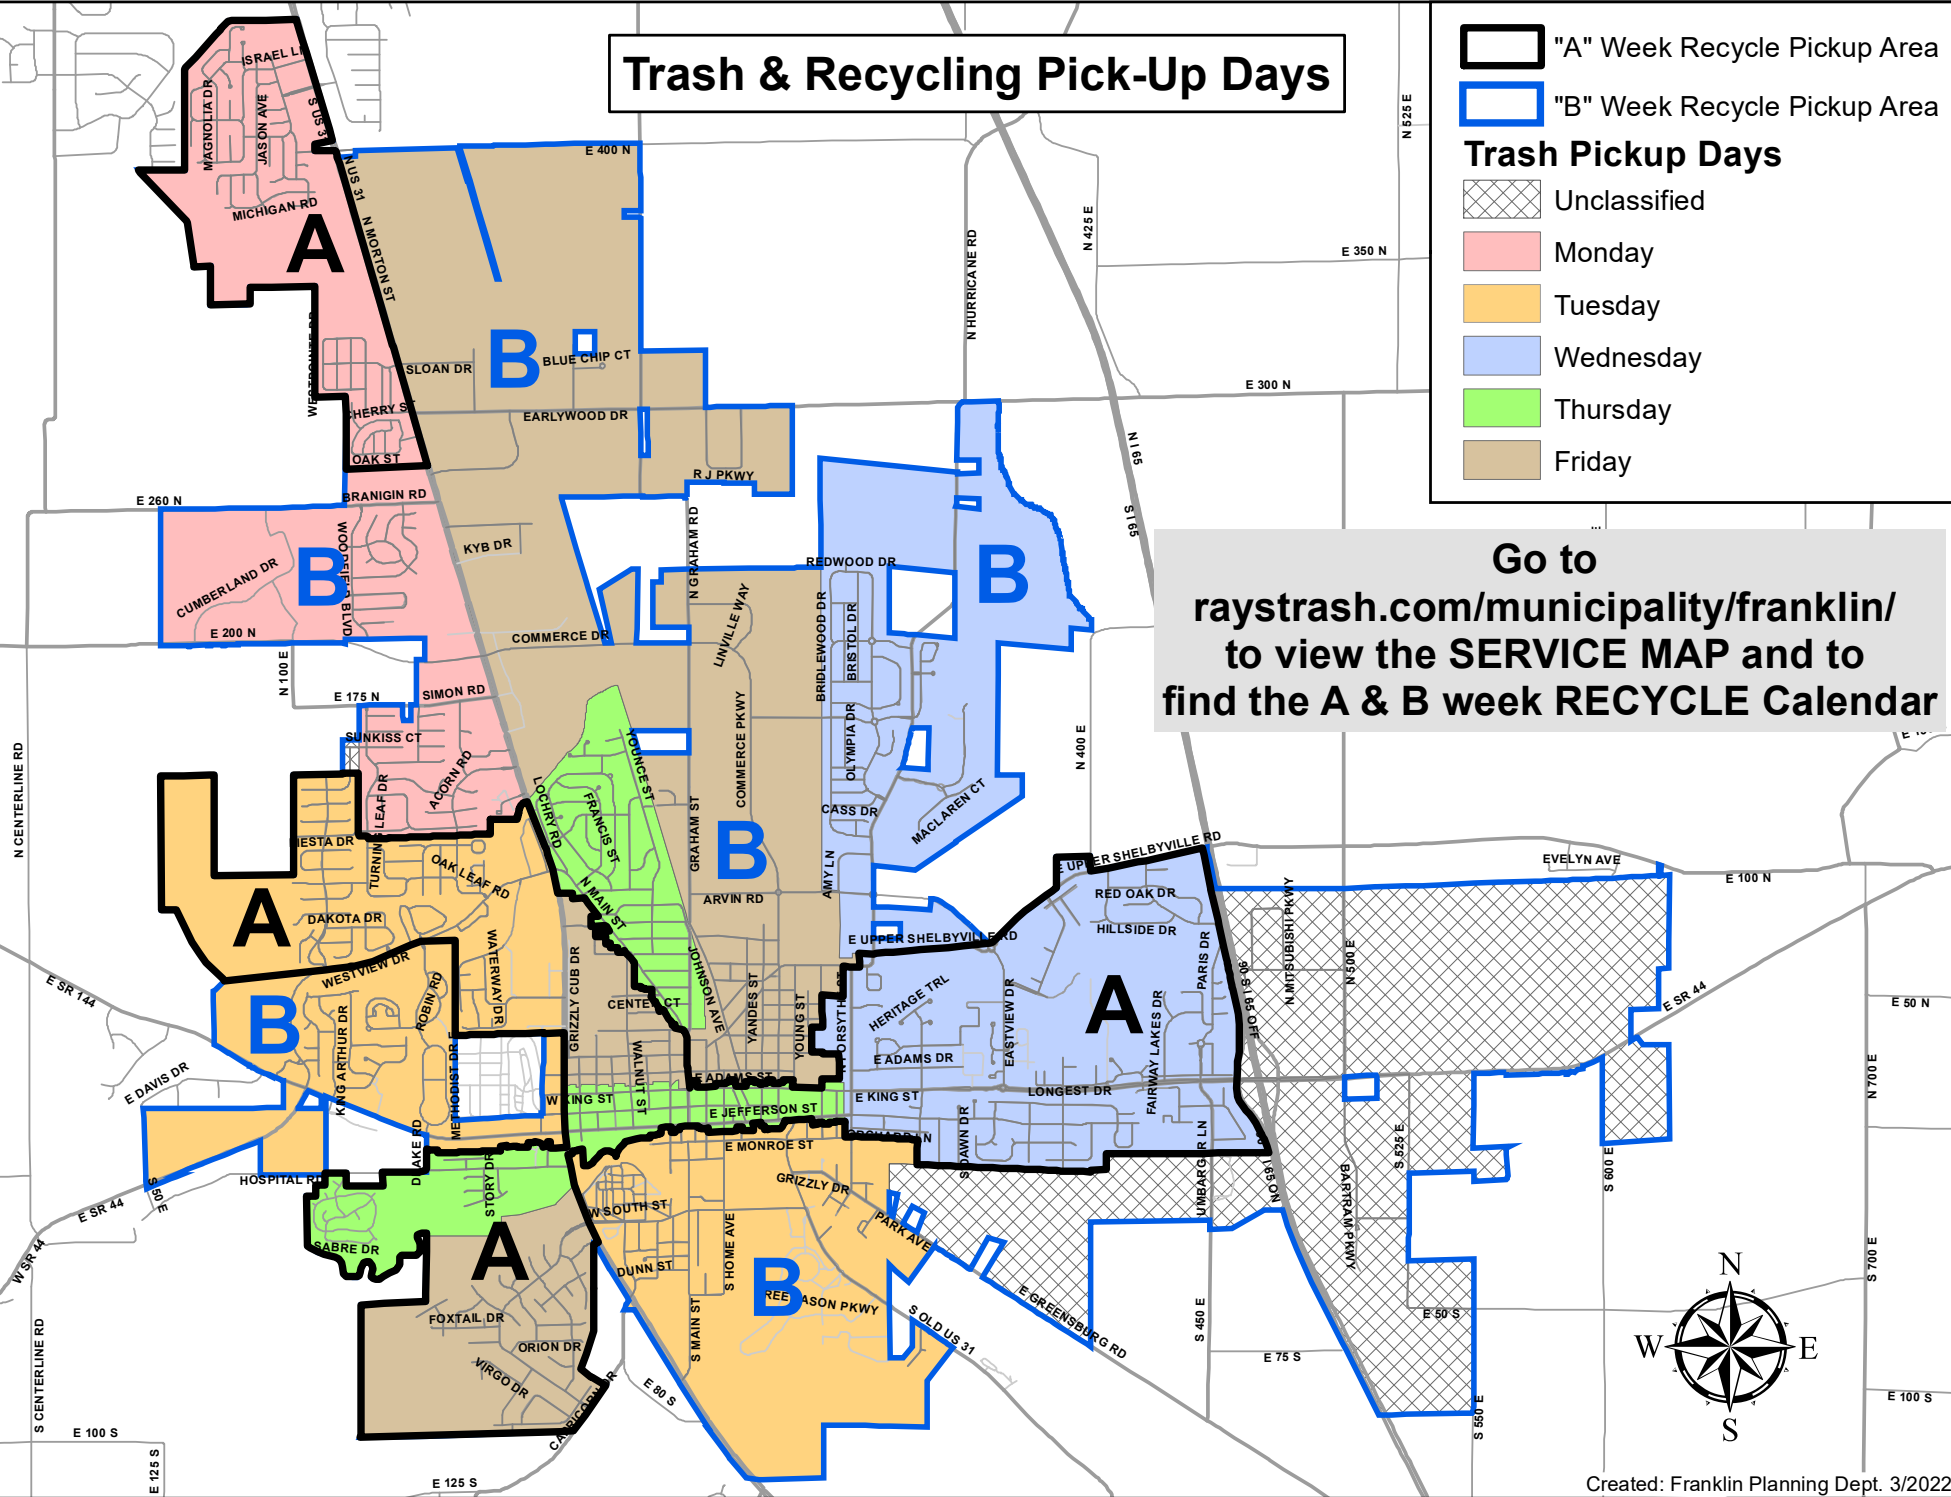 Trash & Recycling Pick-Up Days
"A" Week Recycle Pickup Area
"B" Week Recycle Pickup Area
Trash Pickup Days
Unclassified
Monday
Tuesday
Wednesday
Thursday
Friday
Go to
raystrash.com/municipality/franklin/
to view the SERVICE MAP and to
find the A & B week RECYCLE Calendar
MAGNOLIA DR
JASON AVE
MICHIGAN RD
A
N US 31
N MORTON ST
E 400 N
N HURRICANE RD
N 425 E
N 525 E
E 350 N
E 300 N
B
BLUE CHIP CT
SLOAN DR
EARLYWOOD DR
OAK ST
R J PKWY
N I 65
S I 65
E 260 N
BRANIGIN RD
KYB DR
CUMBERLAND DR
B
E 200 N
N 100 E
E 175 N
SIMON RD
COMMERCE DR
N GRAHAM RD
LINVILLE WAY
REDWOOD DR
BRIDLEWOOD DR
BRISTOL DR
B
OLYMPIA DR
N 400 E
CASS DR
MACLAREN CT
SUNKISS CT
ACORN RD
N CENTERLINE RD
LOCHRY RD
FRANCIS ST
YOUNCE ST
COMMERCE PKWY
GRAHAM ST
B
AMY LN
ARVIN RD
N MAIN ST
OAK LEAF RD
A
DAKOTA DR
WATERWAY DR
WESTVIEW DR
ROBIN RD
KING ARTHUR DR
B
E SR 144
E DAVIS DR
GRIZZLY CUB DR
JOHNSON AVE
YANDES ST
YOUNG ST
WALNUT ST
E ADAMS ST
E JEFFERSON ST
E MONROE ST
E UPPER SHELBYVILLE RD
RED OAK DR
HILLSIDE DR
PARIS DR
HERITAGE TRL
EASTVIEW DR
A
FAIRWAY LAKES DR
E ADAMS DR
LONGEST DR
E KING ST
S DAWN DR
UMBARGER LN
EVELYN AVE
E 100 N
N MITSUBISHI PKWY
N 500 E
E SR 44
E 50 N
N 700 E
S 525 E
S 600 E
BARTRAM PKWY
S 700 E
E 50 S
E 75 S
S 450 E
S 550 E
E 100 S
HOSPITAL RD
STORY DR
SABRE DR
S 50 E
E SR 44
W SR 44
A
FOXTAIL DR
ORION DR
VIRGO DR
W SOUTH ST
DUNN ST
S HOME AVE
S MAIN ST
GRIZZLY DR
PARK AVE
B
S OLD US 31
E GREENSBURG RD
E 80 S
S CENTERLINE RD
E 100 S
E 125 S
E 125 S
N
W
E
S
Created: Franklin Planning Dept. 3/2022